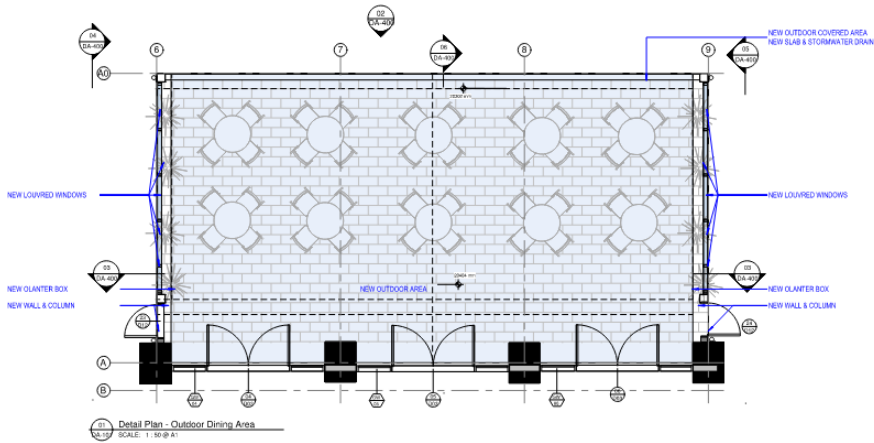 02
DA-400
04
DA-400
6
7
06
DA-400
8
9
05
DA-400
NEW OUTDOOR COVERED AREA
NEW SLAB & STORMWATER DRAIN
A0
NEW LOUVRED WINDOWS
NEW LOUVRED WINDOWS
03
DA-400
03
DA-400
NEW OLANTER BOX
NEW OUTDOOR AREA
NEW OLANTER BOX
NEW WALL & COLUMN
NEW WALL & COLUMN
A
B
01
DA-101
Detail Plan - Outdoor Dining Area
SCALE: 1 : 50 @ A1